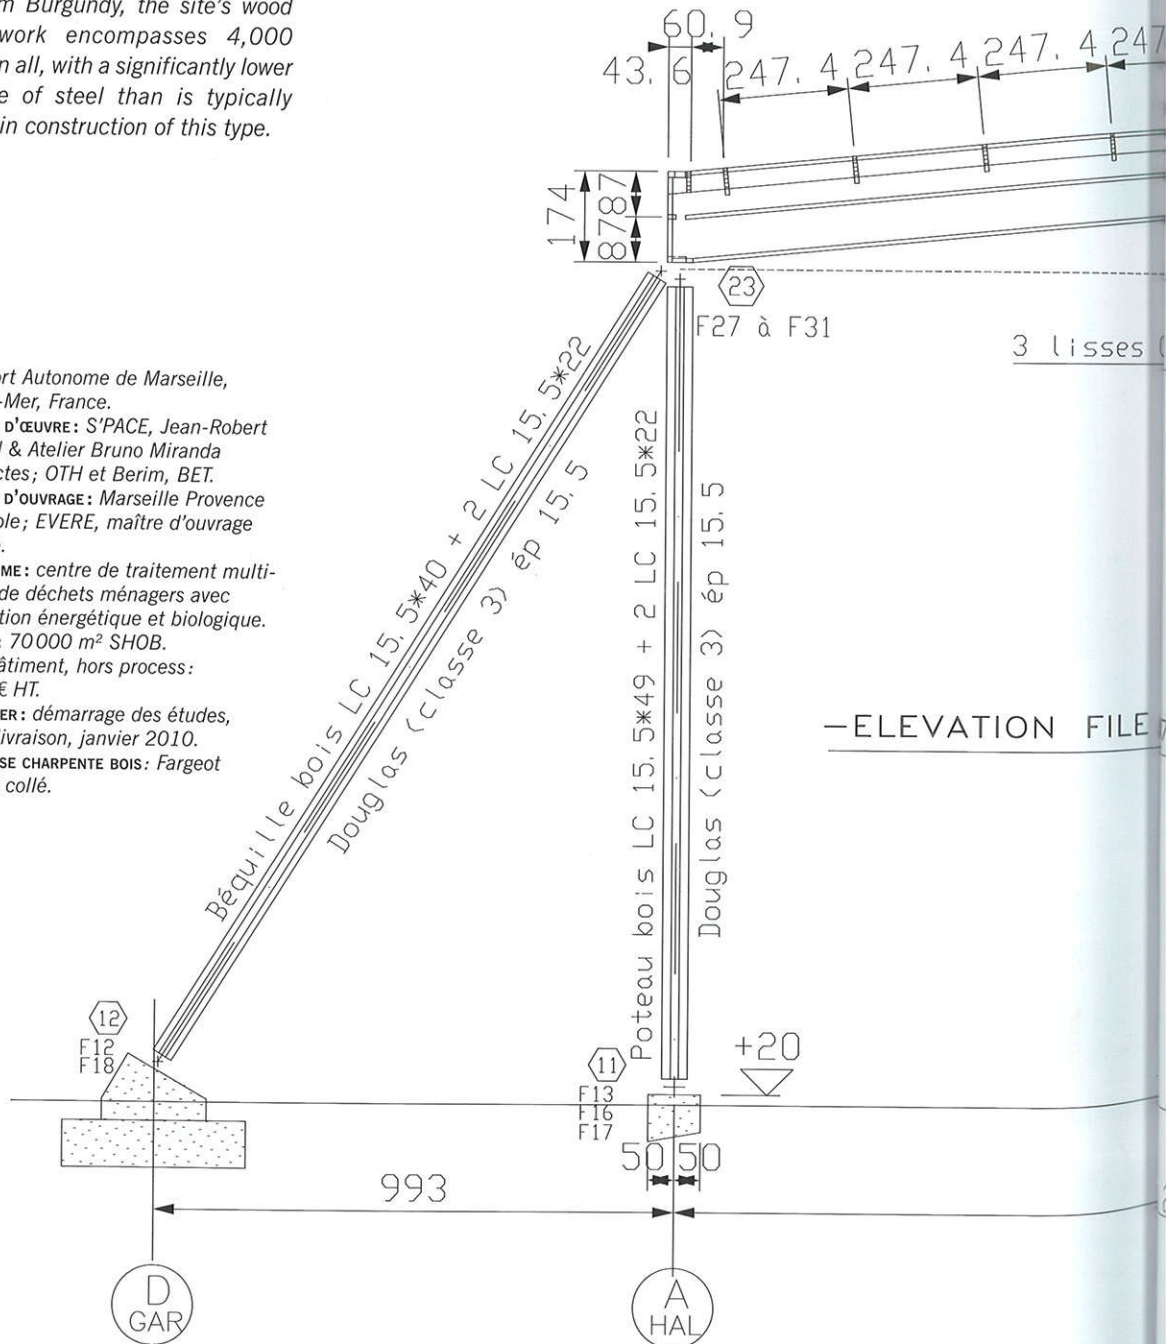 m Burgundy, the site's wood
work encompasses 4,000
n all, with a significantly lower
e of steel than is typically
in construction of this type.
rt Autonome de Marseille,
-Mer, France.
D'ŒUVRE: S'PACE, Jean-Robert
& Atelier Bruno Miranda
ctes; OTH et Berim, BET.
D'OUVRAGE: Marseille Provence
ole; EVERE, maître d'ouvrage
ME: centre de traitement multi-
de déchets ménagers avec
tion énergétique et biologique.
: 70 000 m² SHOB.
âtiment, hors process:
€ HT.
ER: démarrage des études,
livraison, janvier 2010.
SE CHARPENTE BOIS: Fargeot
collé.
60. 9
43. 6
247. 4 247. 4 247. 4 247
174
87
87
23
F27 à F31
3 lisses (
Béquille bois LC 15. 5*40 + 2 LC 15. 5*22
Douglas (classe 3) ép 15. 5
Poteau bois LC 15. 5*49 + 2 LC 15. 5*22
Douglas (classe 3) ép 15. 5
-ELEVATION FILE
12
F12
F18
11
F13
F16
F17
+20
50 50
993
D
GAR
A
HAL